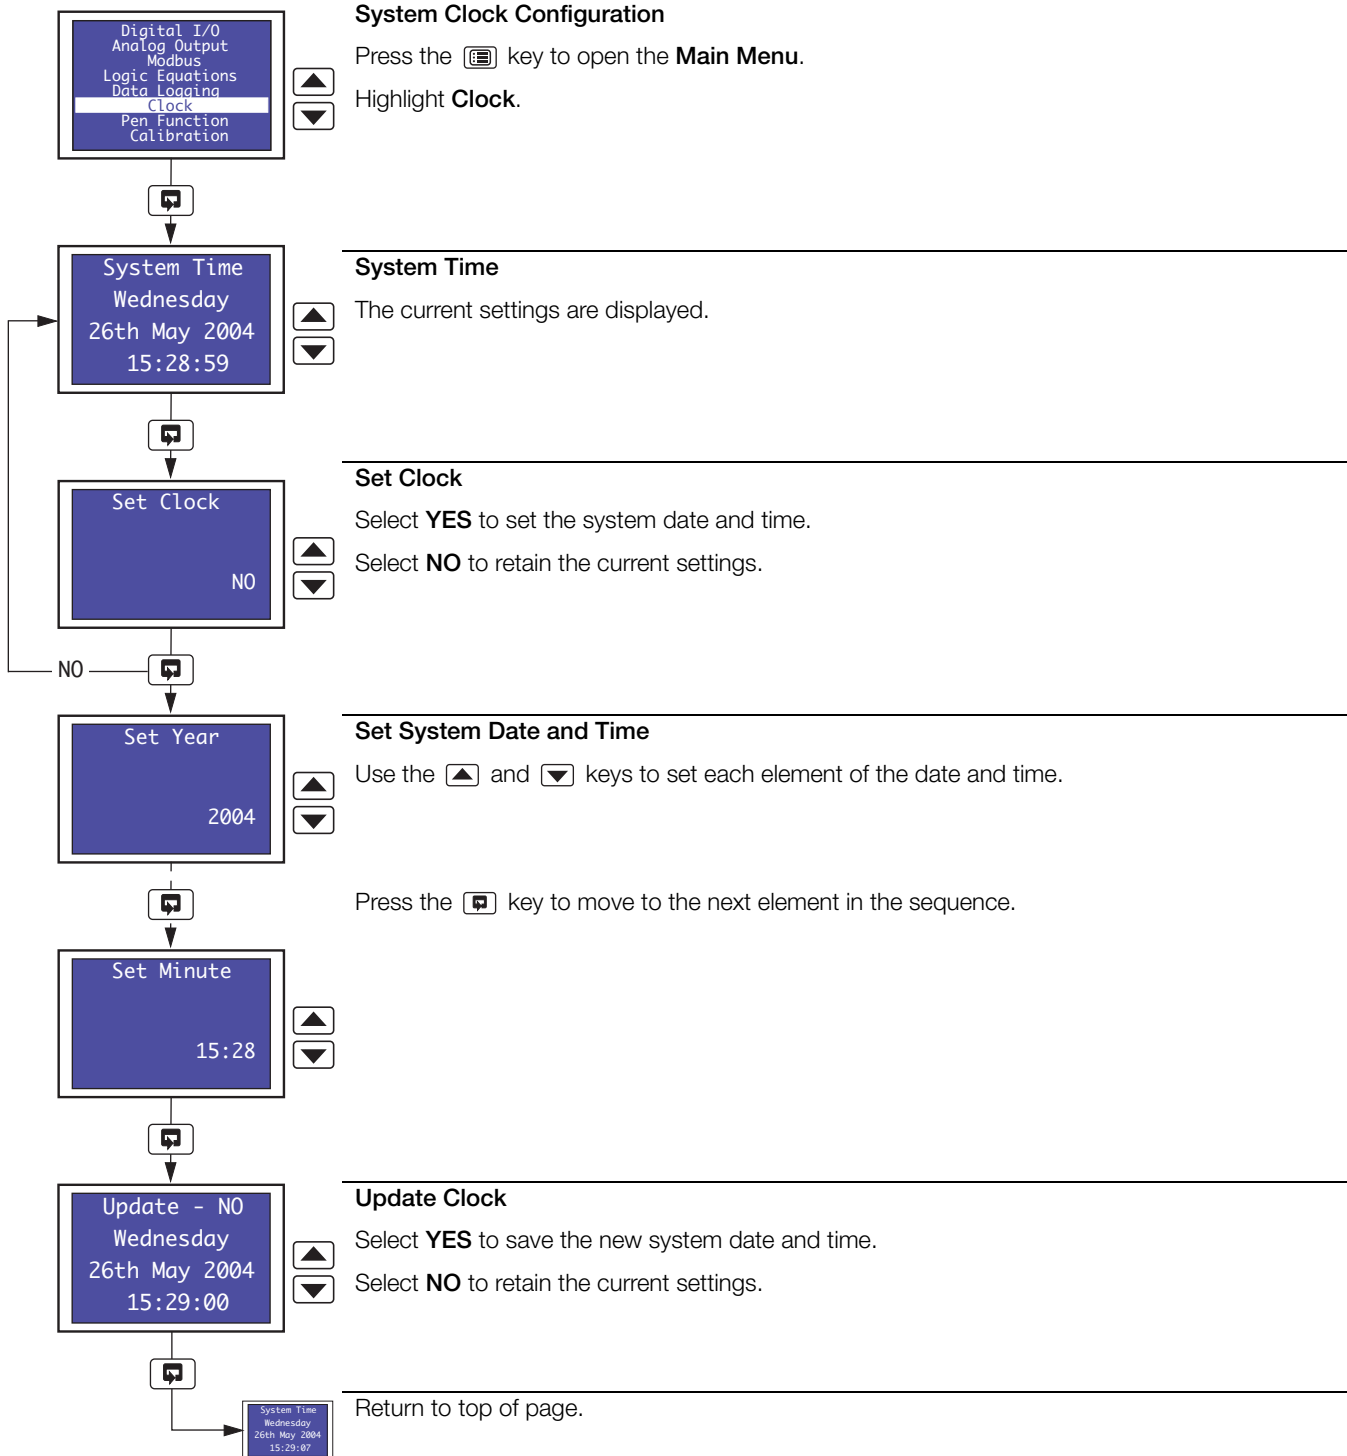 System Clock Configuration
Press the key to open the Main Menu.
Highlight Clock.
Digital I/O
Analog Output
Modbus
Logic Equations
Data Logging
Clock
Pen Function
Calibration
System Time
Wednesday
26th May 2004
15:28:59
System Time
The current settings are displayed.
Set Clock
NO
Set Clock
Select YES to set the system date and time.
Select NO to retain the current settings.
NO
Set Year
2004
Set System Date and Time
Use the and keys to set each element of the date and time.
Press the key to move to the next element in the sequence.
Set Minute
15:28
Update - NO
Wednesday
26th May 2004
15:29:00
Update Clock
Select YES to save the new system date and time.
Select NO to retain the current settings.
System Time
Wednesday
26th May 2004
15:29:07
Return to top of page.